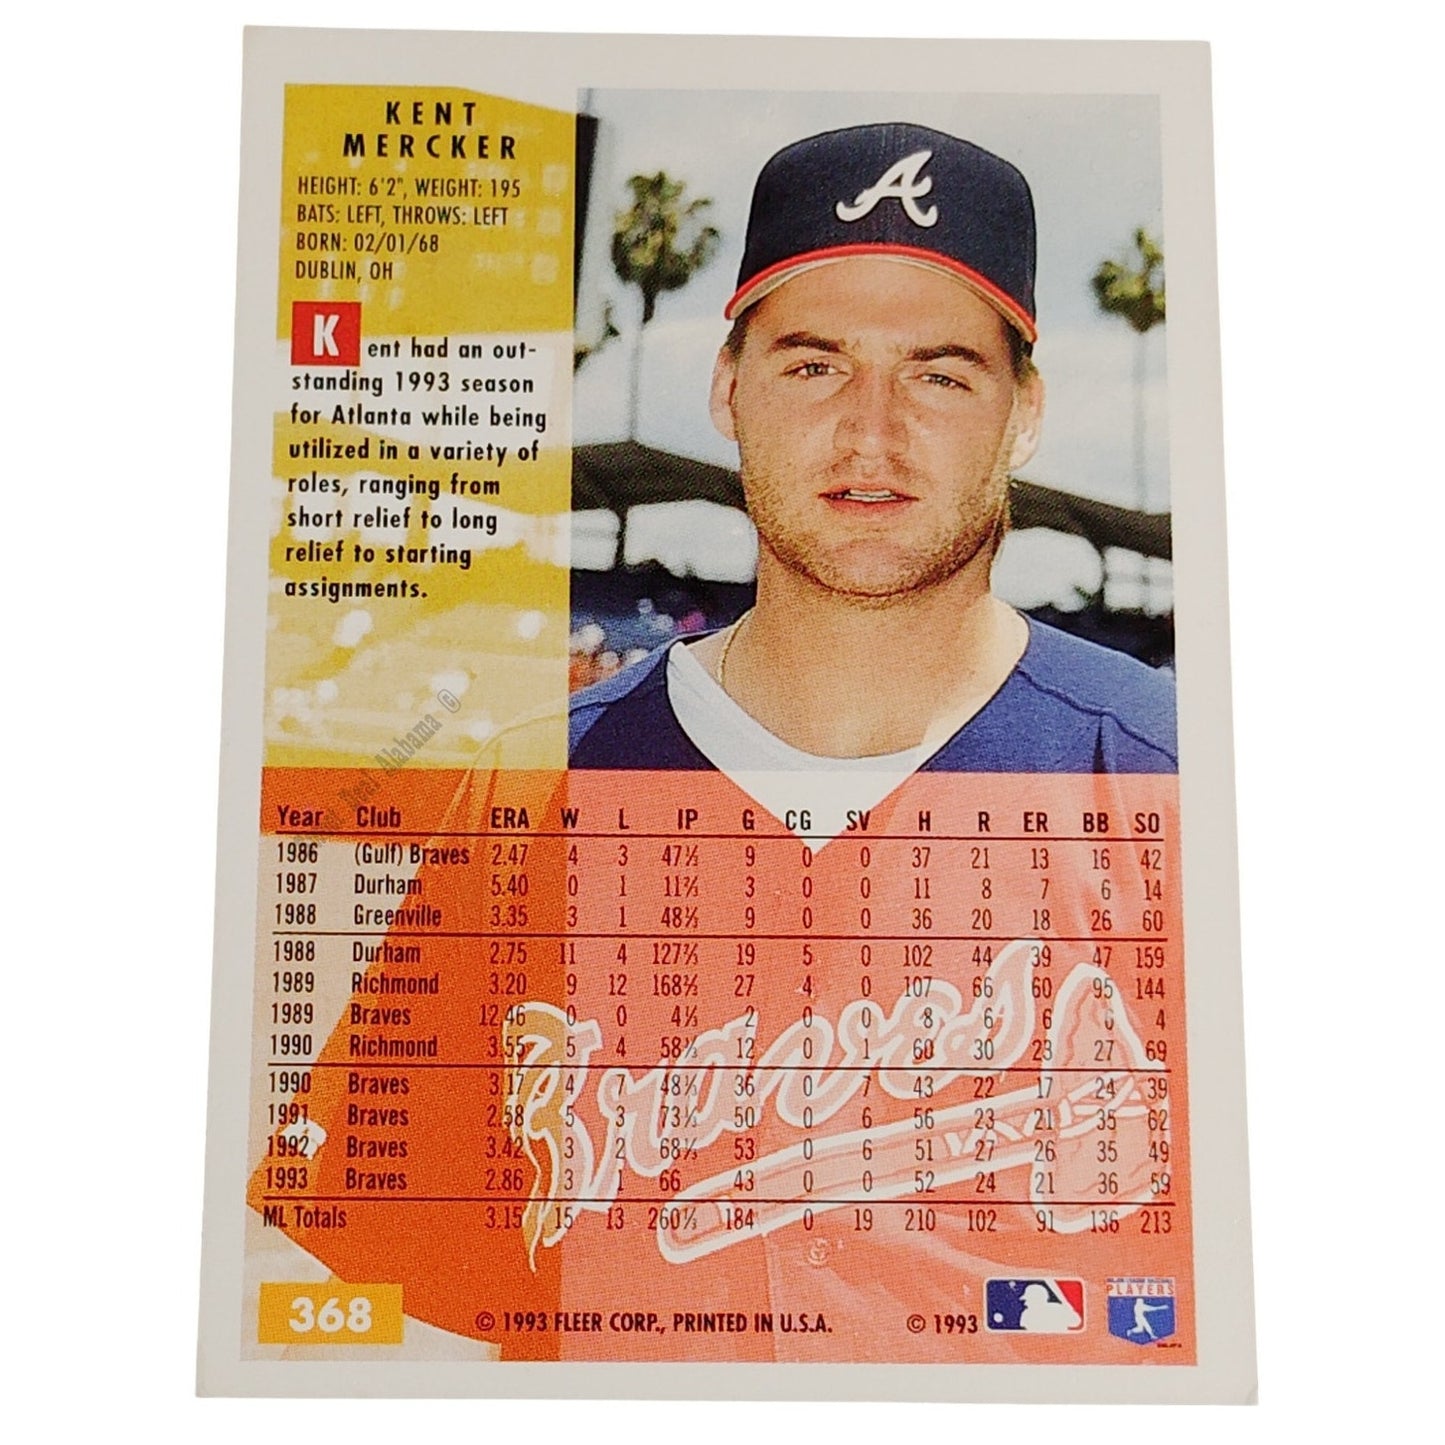 KENT
MERCKER
HEIGHT: 6'2", WEIGHT: 195
BATS: LEFT, THROWS: LEFT
BORN: 02/01/68
DUBLIN, OH
Kent had an out-
standing 1993 season
for Atlanta while being
utilized in a variety of
roles, ranging from
short relief to long
relief to starting
assignments.
A
Deal Alabama ©
Year Club ERA W L IP G CG SV H R ER BB SO
1986 (Gulf) Braves 2.47 4 3 47⅓ 9 0 0 37 21 13 16 42
1987 Durham 5.40 0 1 11⅔ 3 0 0 11 8 7 6 14
1988 Greenville 3.35 3 1 48⅓ 9 0 0 36 20 18 26 60
1988 Durham 2.75 11 4 127⅔ 19 5 0 102 44 39 47 159
1989 Richmond 3.20 9 12 168⅔ 27 4 0 107 66 60 95 144
1989 Braves 12.46 0 0 4⅓ 2 0 0 8 6 6 6 4
1990 Richmond 3.55 5 4 58⅓ 12 0 1 60 30 23 27 69
1990 Braves 3.17 4 7 48⅓ 36 0 7 43 22 17 24 39
1991 Braves 2.58 5 3 73⅓ 50 0 6 56 23 21 35 62
1992 Braves 3.42 3 2 68⅓ 53 0 6 51 27 26 35 49
1993 Braves 2.86 3 1 66 43 0 0 52 24 21 36 59
ML Totals 3.15 15 13 260⅓ 184 0 19 210 102 91 136 213
Braves
368
© 1993 FLEER CORP., PRINTED IN U.S.A.
© 1993
MAJOR LEAGUE BASEBALL
PLAYERS